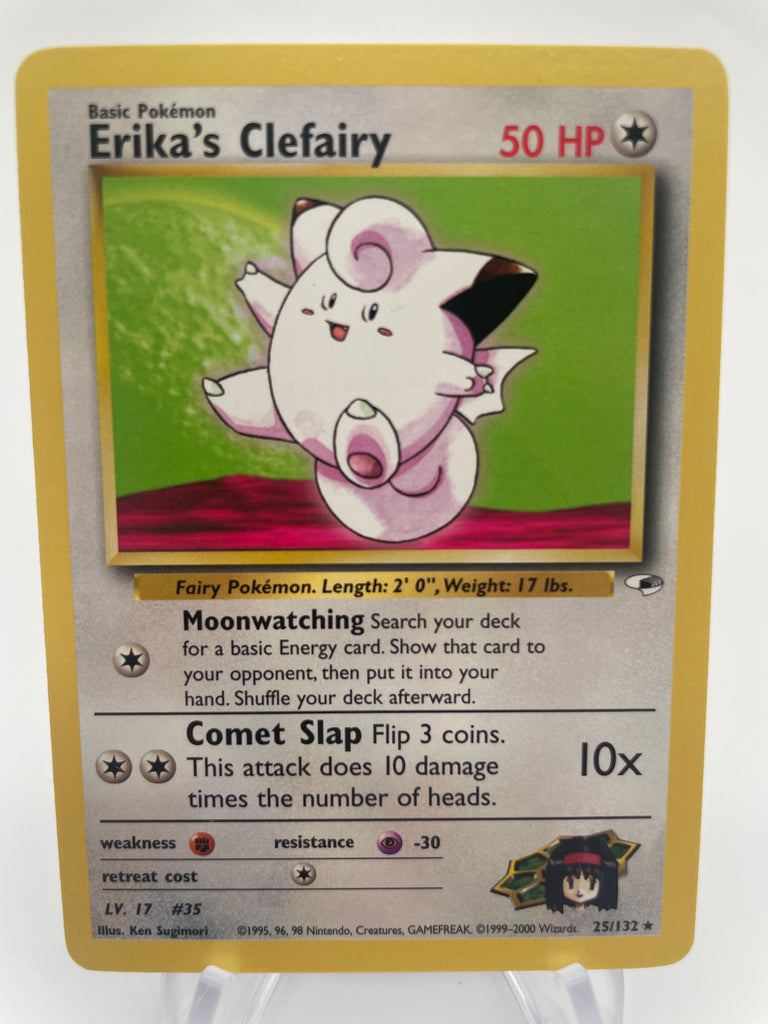 Basic Pokémon
Erika's Clefairy 50 HP
Fairy Pokémon. Length: 2' 0", Weight: 17 lbs.
Moonwatching Search your deck
for a basic Energy card. Show that card to
your opponent, then put it into your
hand. Shuffle your deck afterward.
Comet Slap Flip 3 coins.
This attack does 10 damage
times the number of heads.
10x
weakness resistance -30
retreat cost
LV. 17 #35
Illus. Ken Sugimori ©1995, 96, 98 Nintendo, Creatures, GAMEFREAK. ©1999–2000 Wizards. 25/132 ★